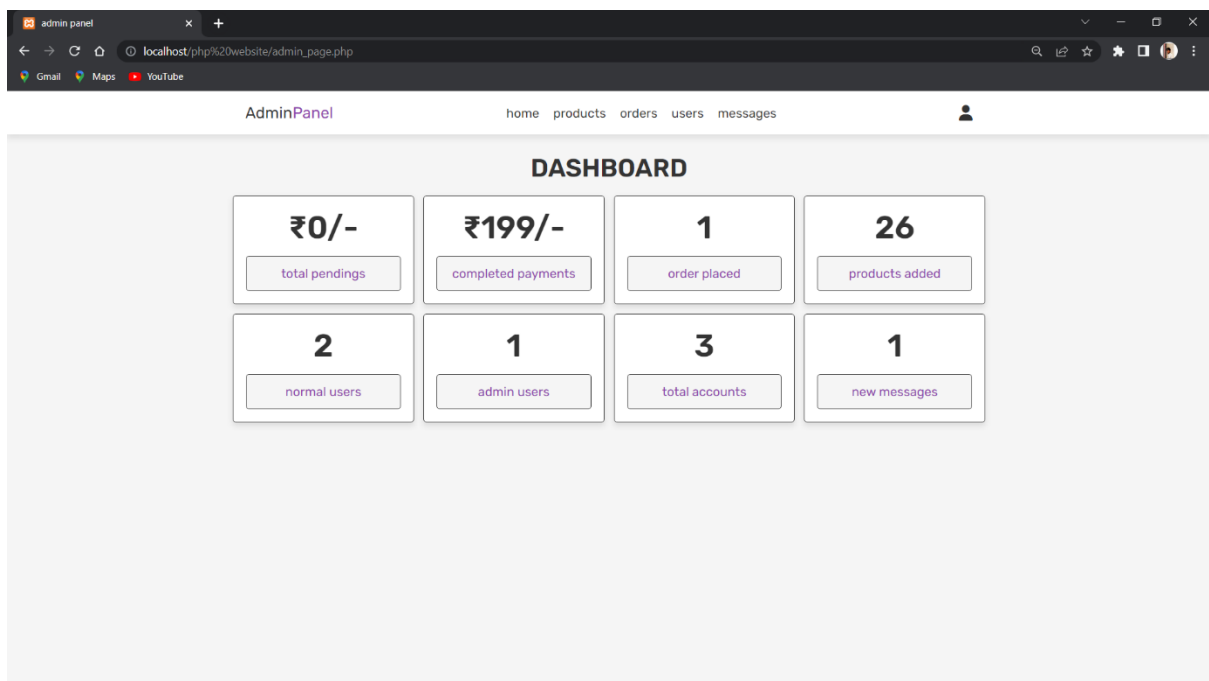 admin panel
localhost/php%20website/admin_page.php
Gmail Maps YouTube
AdminPanel home products orders users messages
DASHBOARD
₹0/- ₹199/- 1 26
total pendings completed payments order placed products added
2 1 3 1
normal users admin users total accounts new messages